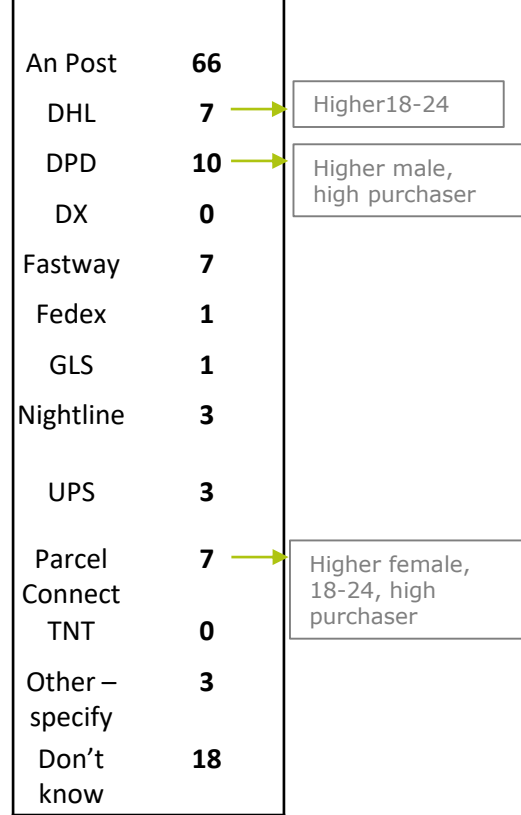 An Post 66
DHL 7
Higher18-24
DPD 10
Higher male,
high purchaser
DX 0
Fastway 7
Fedex 1
GLS 1
Nightline 3
UPS 3
Parcel 7
Connect
Higher female,
18-24, high
purchaser
TNT 0
Other – 3
specify
Don’t 18
know